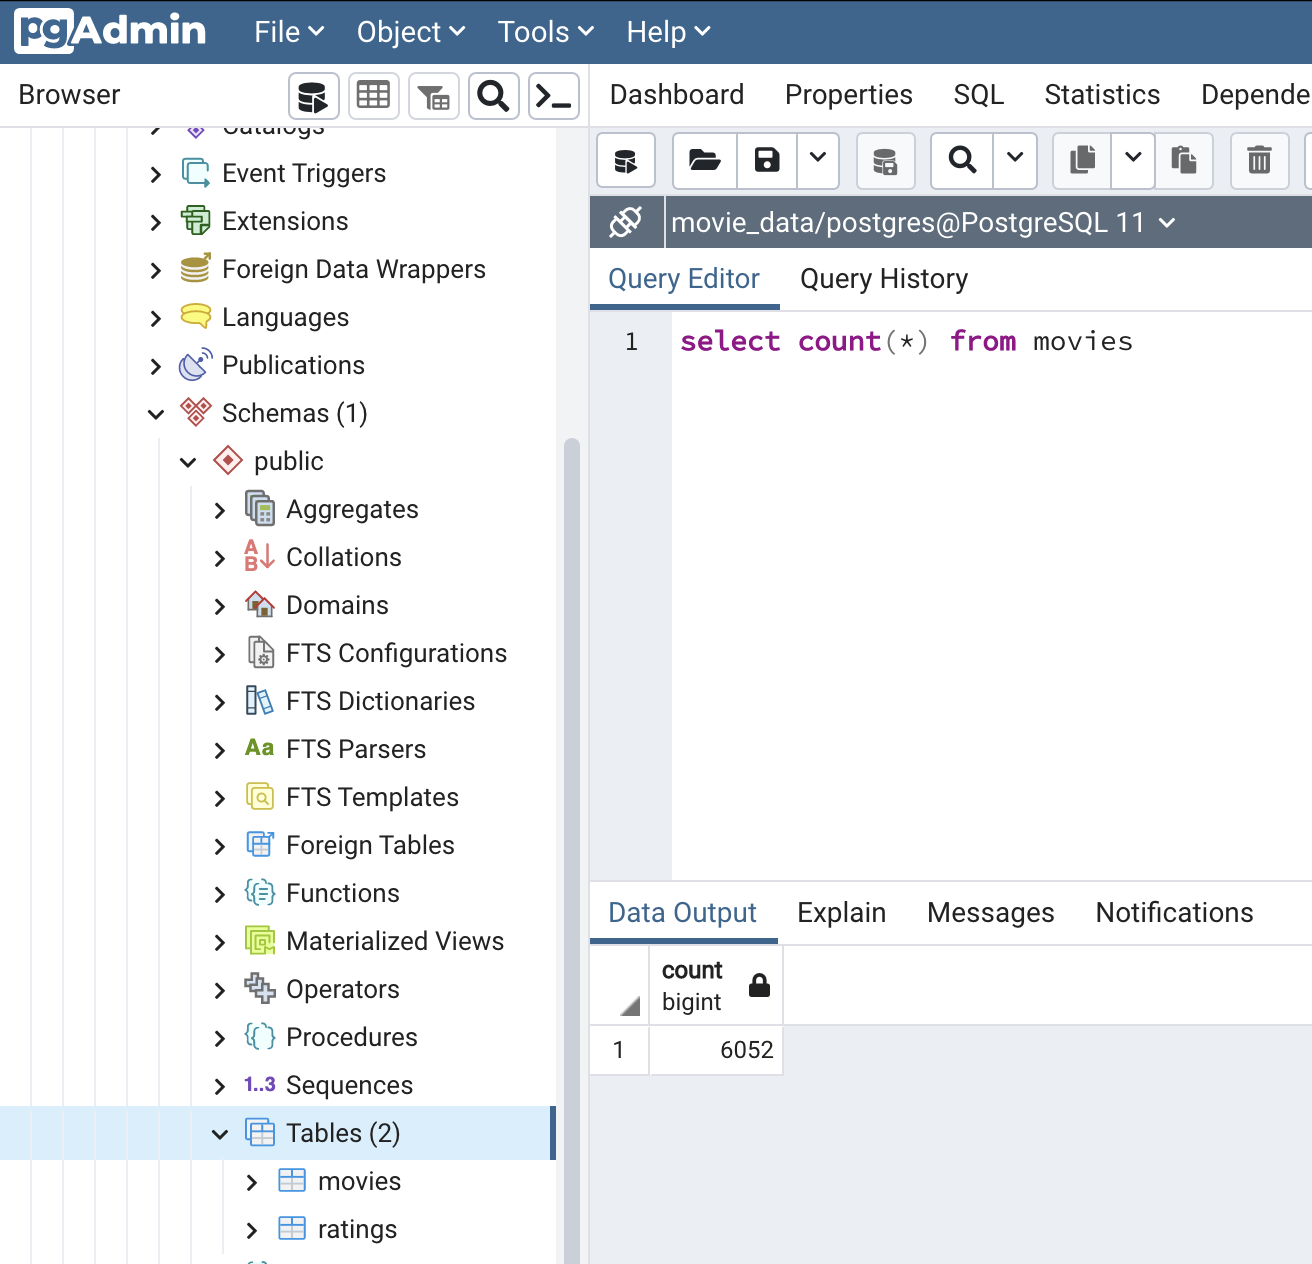 pgAdmin File Object Tools Help
Browser
Dashboard Properties SQL Statistics Depende
Catalogs
Event Triggers
Extensions
Foreign Data Wrappers
Languages
Publications
Schemas (1)
public
Aggregates
AB Collations
Domains
FTS Configurations
FTS Dictionaries
Aa FTS Parsers
FTS Templates
Foreign Tables
Functions
Materialized Views
Operators
Procedures
1..3 Sequences
Tables (2)
movies
ratings
movie_data/postgres@PostgreSQL 11
Query Editor Query History
1 select count(*) from movies
Data Output Explain Messages Notifications
count
bigint
1 6052